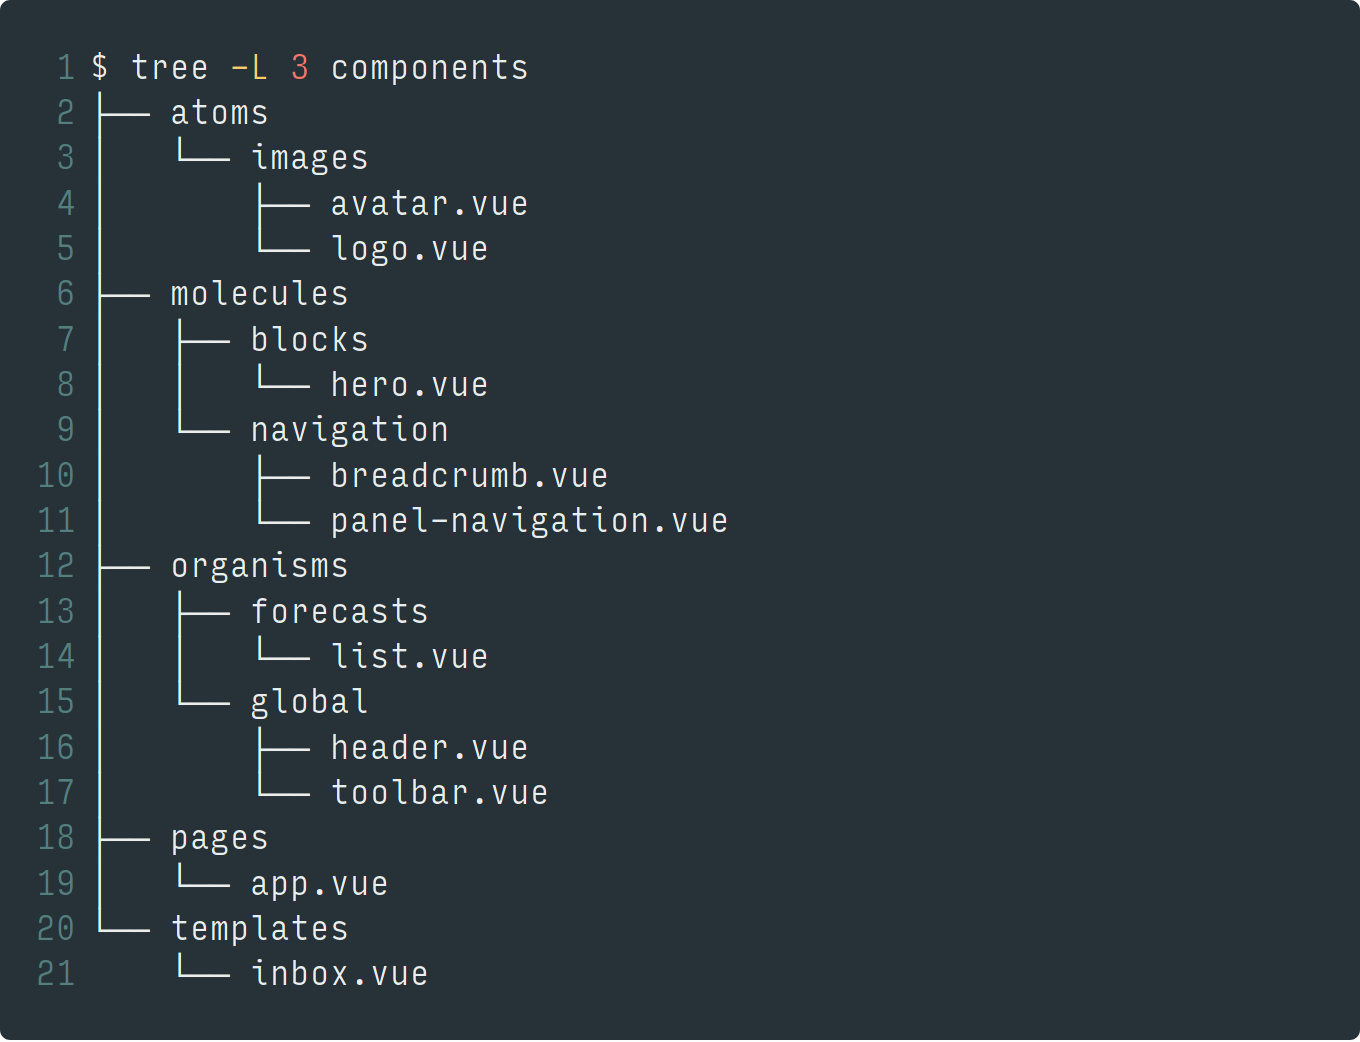 1 $ tree -L 3 components
2 ├── atoms
3 │   └── images
4 │       ├── avatar.vue
5 │       └── logo.vue
6 ├── molecules
7 │   ├── blocks
8 │   │   └── hero.vue
9 │   └── navigation
10 │       ├── breadcrumb.vue
11 │       └── panel-navigation.vue
12 ├── organisms
13 │   ├── forecasts
14 │   │   └── list.vue
15 │   └── global
16 │       ├── header.vue
17 │       └── toolbar.vue
18 ├── pages
19 │   └── app.vue
20 └── templates
21     └── inbox.vue